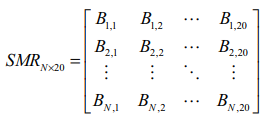 SMR_{N×20} = [ B_{1,1} B_{1,2} ⋯ B_{1,20}
B_{2,1} B_{2,2} ⋯ B_{2,20}
⋮ ⋮ ⋱ ⋮
B_{N,1} B_{N,2} ⋯ B_{N,20} ]